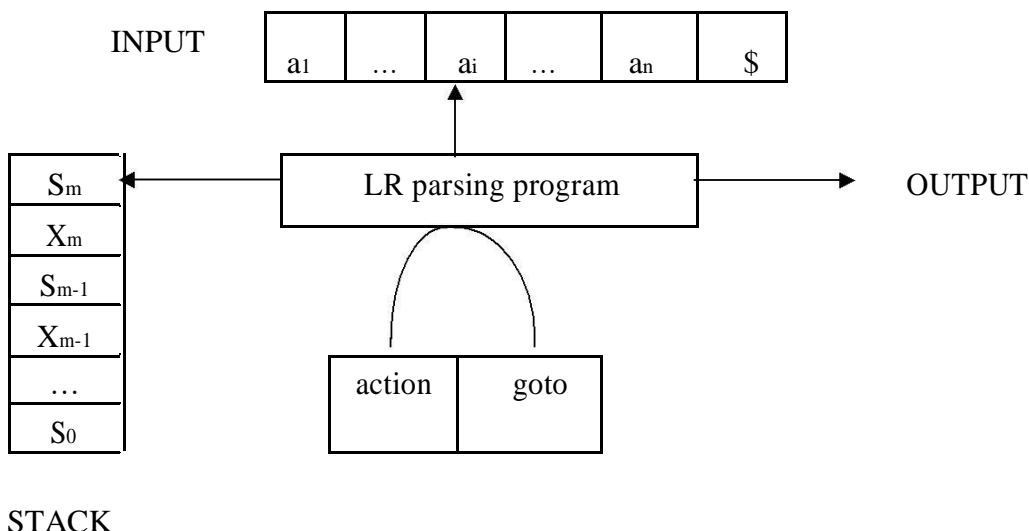 INPUT
a1 … ai … an $
LR parsing program
OUTPUT
Sm
Xm
Sm-1
Xm-1
…
S0
action goto
STACK